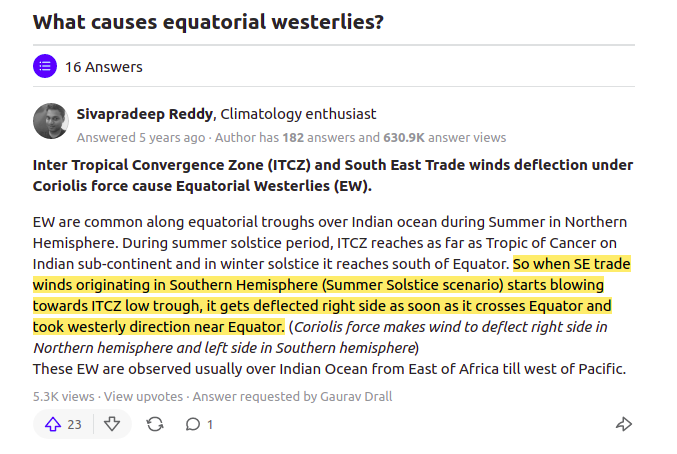 What causes equatorial westerlies?
16 Answers
Sivapradeep Reddy, Climatology enthusiast
Answered 5 years ago · Author has 182 answers and 630.9K answer views
Inter Tropical Convergence Zone (ITCZ) and South East Trade winds deflection under
Coriolis force cause Equatorial Westerlies (EW).
EW are common along equatorial troughs over Indian ocean during Summer in Northern
Hemisphere. During summer solstice period, ITCZ reaches as far as Tropic of Cancer on
Indian sub-continent and in winter solstice it reaches south of Equator. So when SE trade
winds originating in Southern Hemisphere (Summer Solstice scenario) starts blowing
towards ITCZ low trough, it gets deflected right side as soon as it crosses Equator and
took westerly direction near Equator. (Coriolis force makes wind to deflect right side in
Northern hemisphere and left side in Southern hemisphere)
These EW are observed usually over Indian Ocean from East of Africa till west of Pacific.
5.3K views · View upvotes · Answer requested by Gaurav Drall
23 1